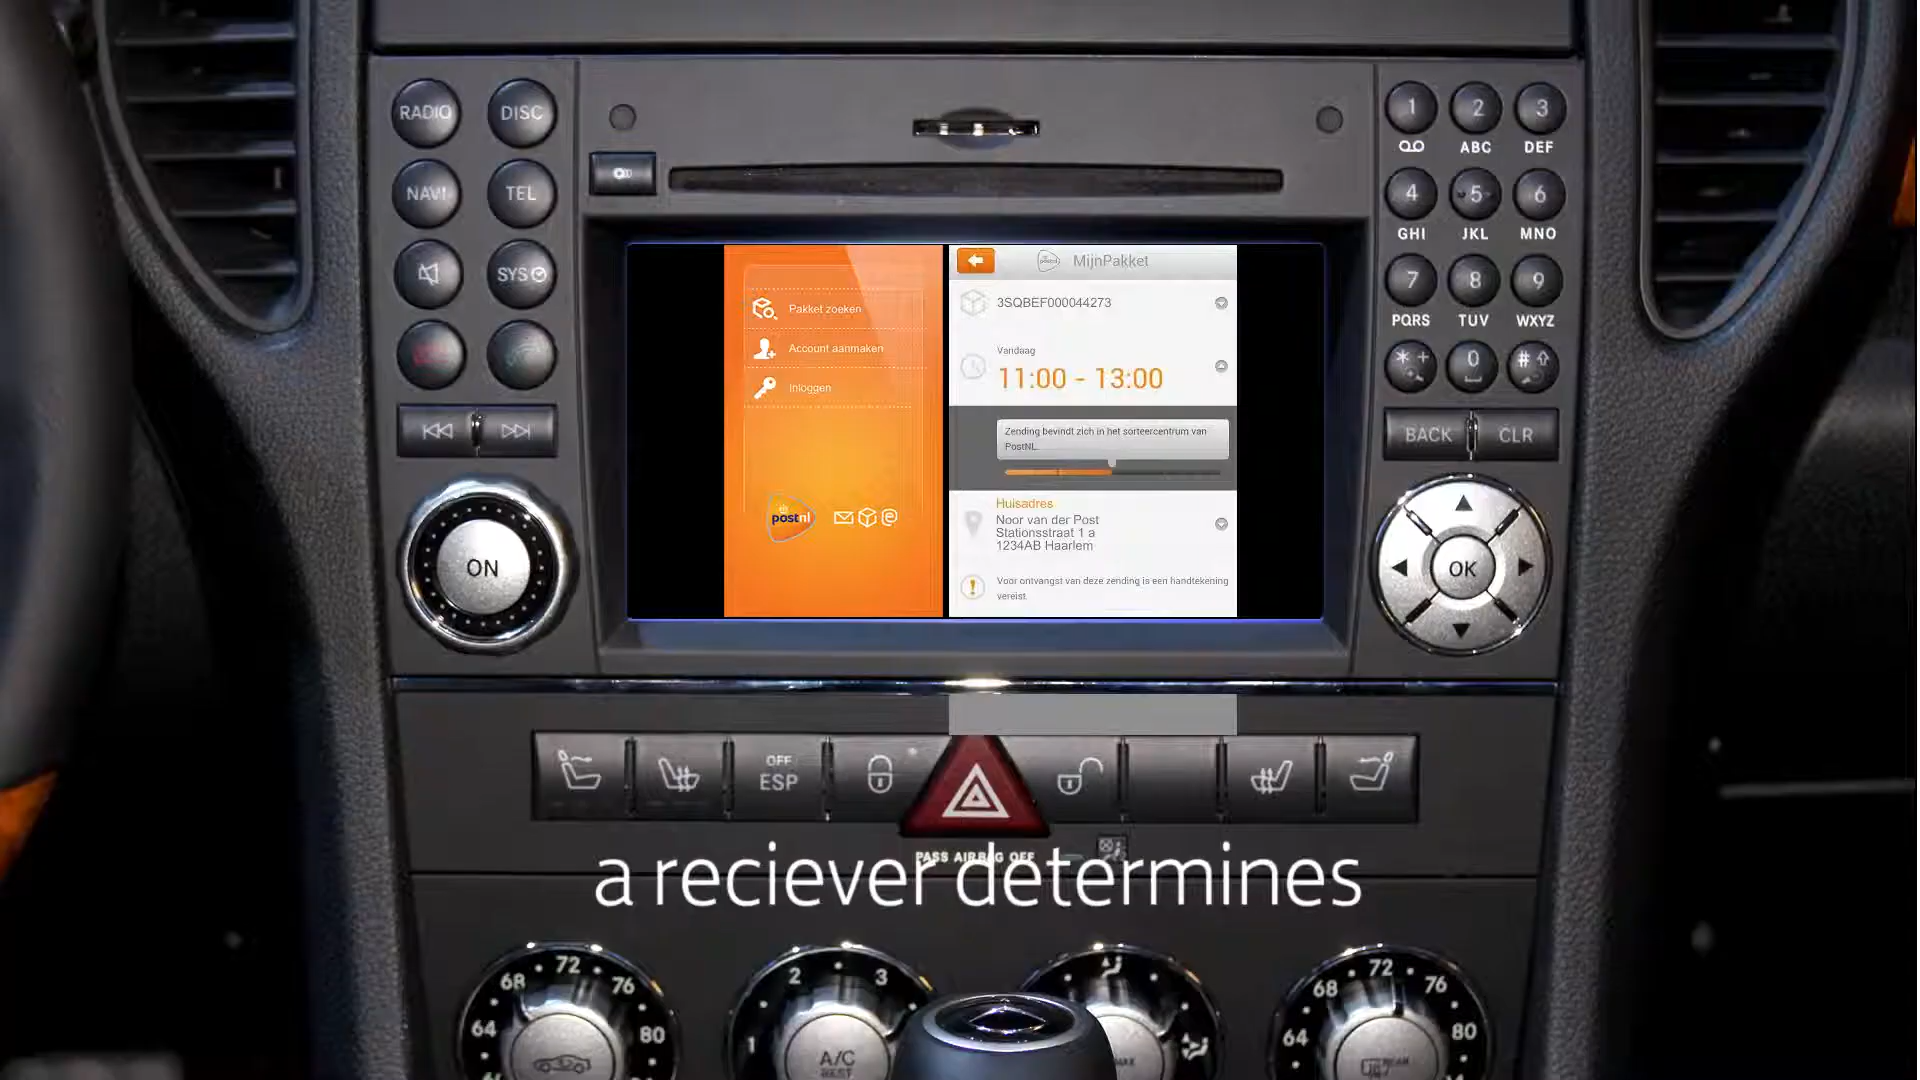 RADIO
DISC
NAVI
TEL
SYS
ON
1
2
ABC
3
DEF
4
GHI
5
JKL
6
MNO
7
PQRS
8
TUV
9
WXYZ
* +
0
#
BACK
CLR
OK
Pakket zoeken
Account aanmaken
Inloggen
postnl
postnl
MijnPakket
3SQBEF000044273
Vandaag
11:00 - 13:00
Zending bevindt zich in het sorteercentrum van
PostNL.
Huisadres
Noor van der Post
Stationsstraat 1 a
1234AB Haarlem
Voor ontvangst van deze zending is een handtekening
vereist.
OFF
ESP
PASS AIRBAG OFF
a reciever determines
64
68
72
76
80
1
2
3
A/C
REST
MAX
64
68
72
76
80
REAR